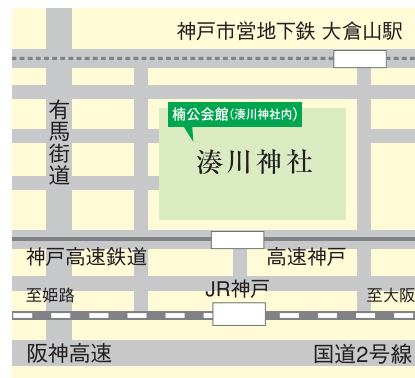 神戸市営地下鉄 大倉山駅
有馬街道
楠公会館(湊川神社内)
湊川神社
神戸高速鉄道
高速神戸
至姫路
JR神戸
至大阪
阪神高速
国道2号線